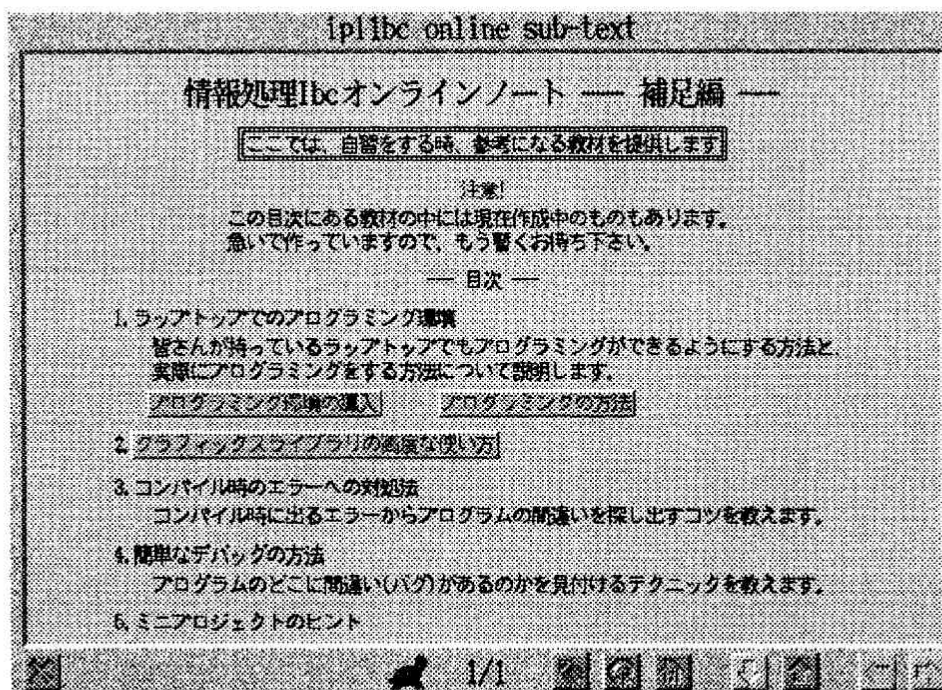 ipllbc online sub-text
情報処理Ibcオンラインノート ── 補足編 ──
ここでは、自習をする時、参考になる教材を提供します
注意!
この目次にある教材の中には現在作成中のものもあります。
急いで作っていますので、もう暫くお待ち下さい。
── 目次 ──
1. ラップトップでのプログラミング環境
皆さんが持っているラップトップでもプログラミングができるようにする方法と、
実際にプログラミングをする方法について説明します。
プログラミング環境の導入 プログラミングの方法
2. グラフィックスライブラリの高度な使い方
3. コンパイル時のエラーへの対処法
コンパイル時に出るエラーからプログラムの間違いを探し出すコツを教えます。
4. 簡単なデバッグの方法
プログラムのどこに間違い(バグ)があるのかを見付けるテクニックを教えます。
5. ミニプロジェクトのヒント
1/1